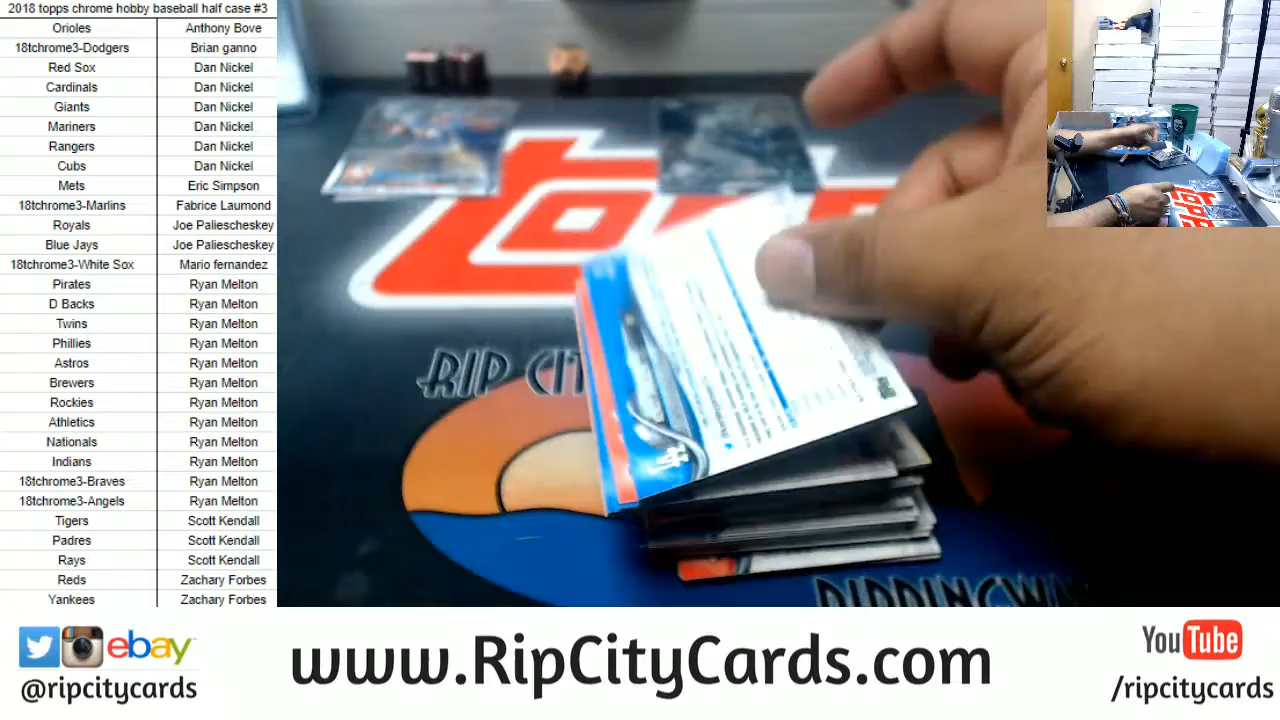 2018 topps chrome hobby baseball half case #3
Orioles Anthony Bove
18tchrome3-Dodgers Brian ganno
Red Sox Dan Nickel
Cardinals Dan Nickel
Giants Dan Nickel
Mariners Dan Nickel
Rangers Dan Nickel
Cubs Dan Nickel
Mets Eric Simpson
18tchrome3-Marlins Fabrice Laumond
Royals Joe Paliescheskey
Blue Jays Joe Paliescheskey
18tchrome3-White Sox Mario fernandez
Pirates Ryan Melton
D Backs Ryan Melton
Twins Ryan Melton
Phillies Ryan Melton
Astros Ryan Melton
Brewers Ryan Melton
Rockies Ryan Melton
Athletics Ryan Melton
Nationals Ryan Melton
Indians Ryan Melton
18tchrome3-Braves Ryan Melton
18tchrome3-Angels Ryan Melton
Tigers Scott Kendall
Padres Scott Kendall
Rays Scott Kendall
Reds Zachary Forbes
Yankees Zachary Forbes
RIP CIT
RIPPINGWA
ebay
@ripcitycards
www.RipCityCards.com
YouTube
/ripcitycards